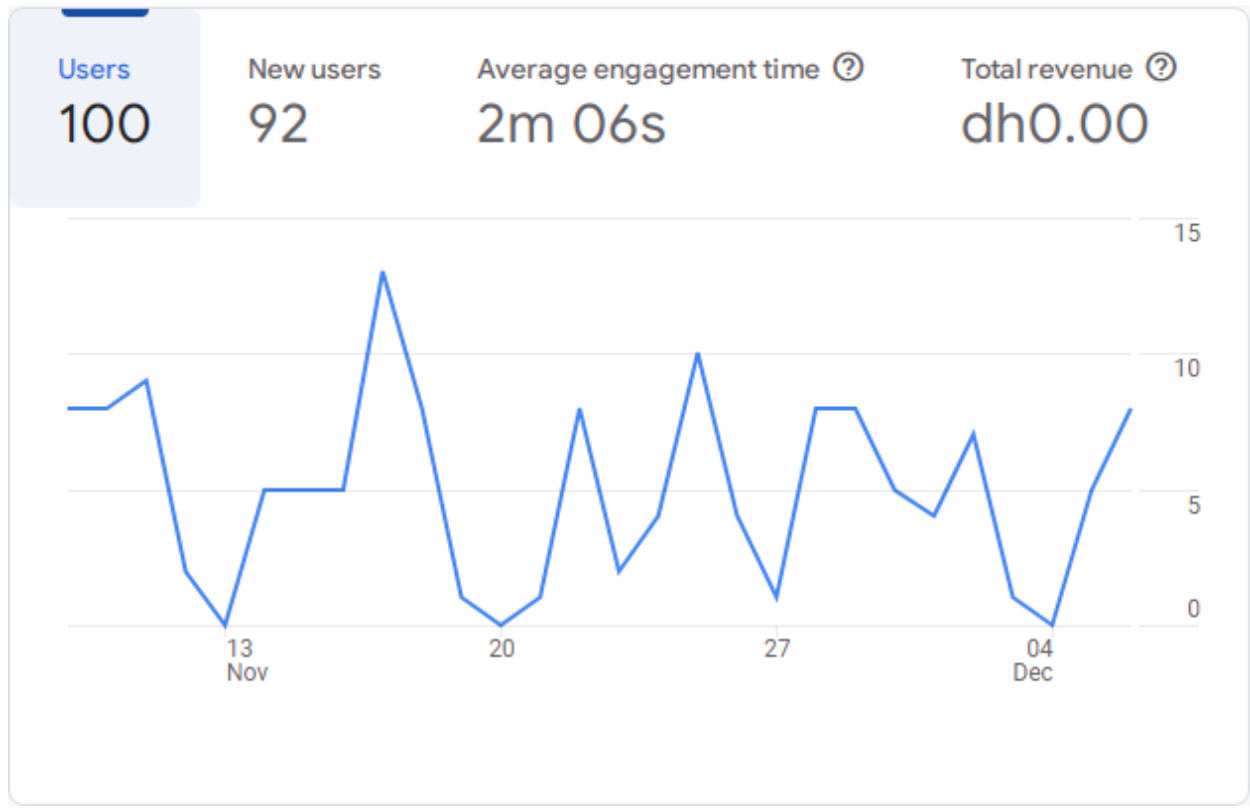 Users
100
New users
92
Average engagement time ?
2m 06s
Total revenue ?
dh0.00
15
10
5
0
13
Nov
20
27
04
Dec